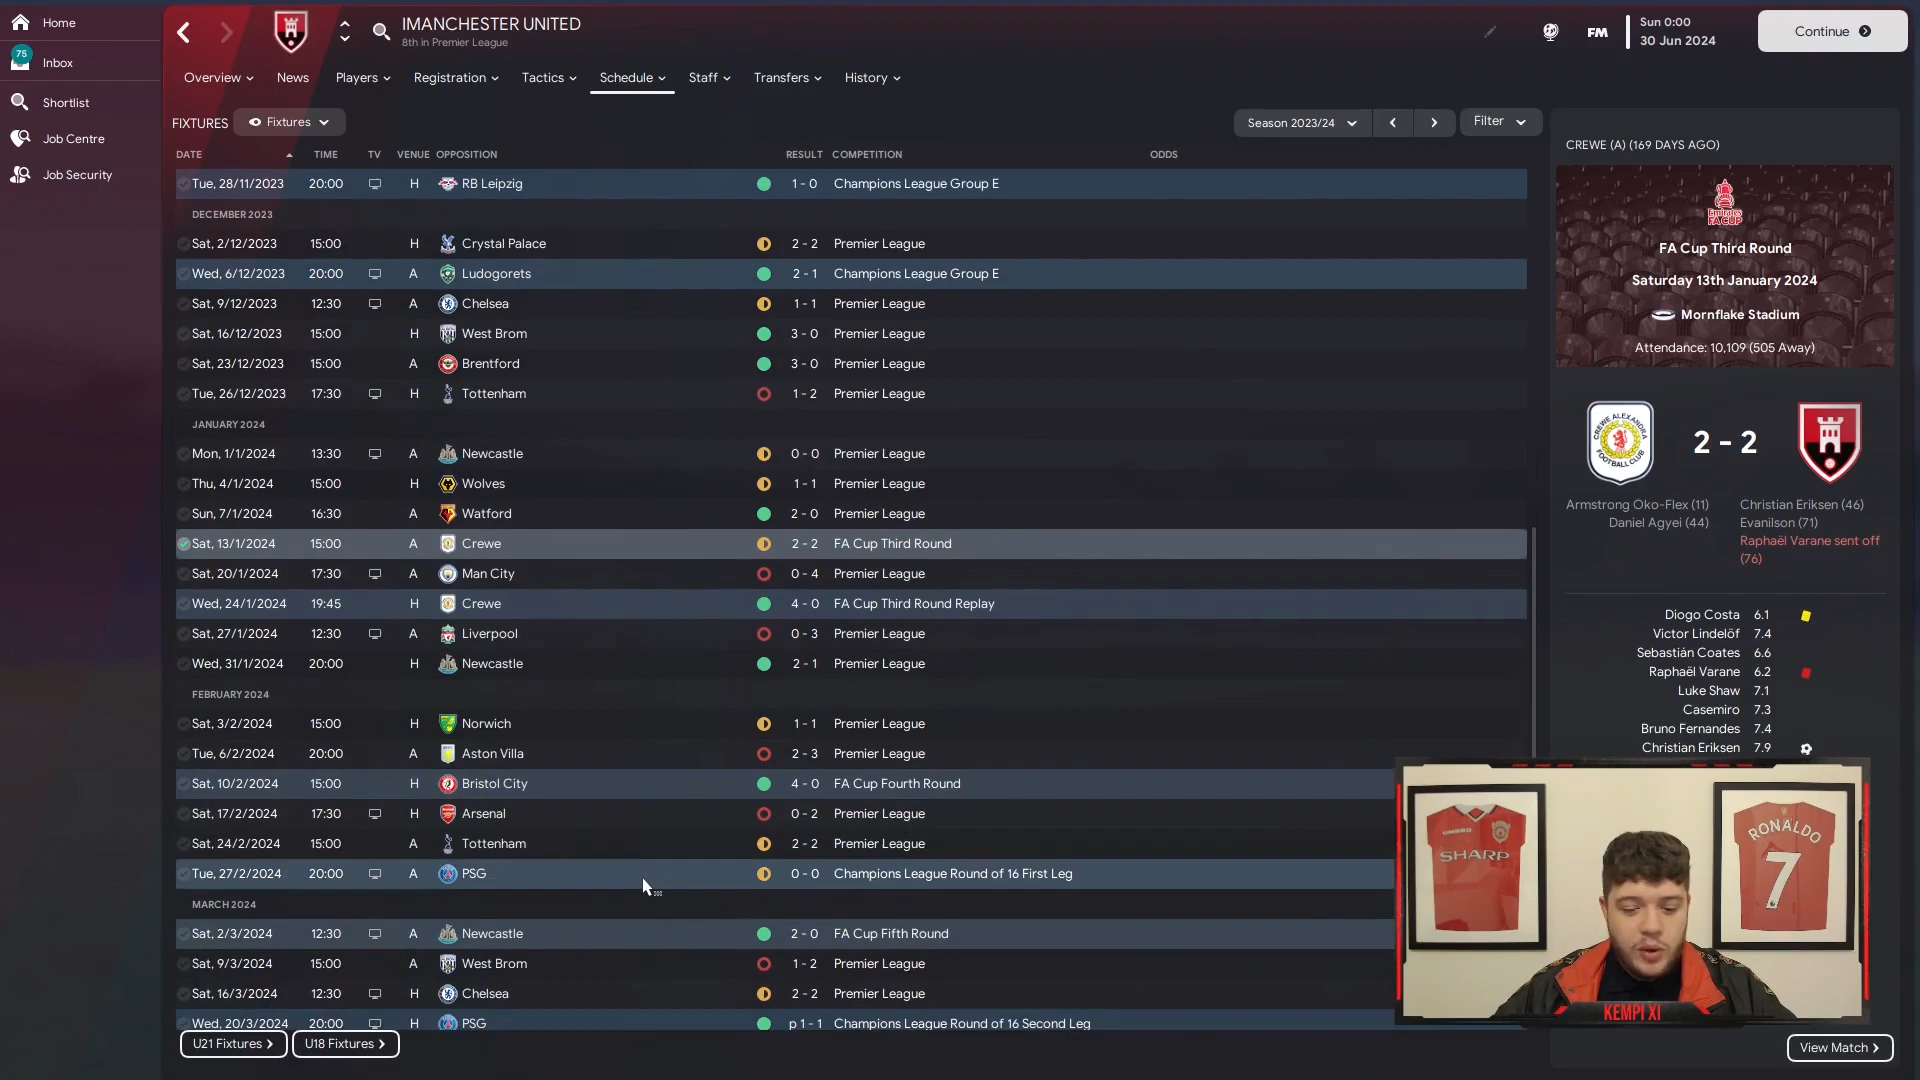 Home
IMANCHESTER UNITED
8th in Premier League
FM
Sun 0:00
30 Jun 2024
Continue
75
Inbox
Shortlist
Job Centre
Job Security
Overview News Players Registration Tactics Schedule Staff Transfers History
FIXTURES Fixtures Season 2023/24 Filter
DATE TIME TV VENUE OPPOSITION RESULT COMPETITION ODDS
Tue, 28/11/2023 20:00 H RB Leipzig 1 - 0 Champions League Group E
DECEMBER 2023
Sat, 2/12/2023 15:00 H Crystal Palace 2 - 2 Premier League
Wed, 6/12/2023 20:00 A Ludogorets 2 - 1 Champions League Group E
Sat, 9/12/2023 12:30 A Chelsea 1 - 1 Premier League
Sat, 16/12/2023 15:00 H West Brom 3 - 0 Premier League
Sat, 23/12/2023 15:00 A Brentford 3 - 0 Premier League
Tue, 26/12/2023 17:30 H Tottenham 1 - 2 Premier League
JANUARY 2024
Mon, 1/1/2024 13:30 A Newcastle 0 - 0 Premier League
Thu, 4/1/2024 15:00 H Wolves 1 - 1 Premier League
Sun, 7/1/2024 16:30 A Watford 2 - 0 Premier League
Sat, 13/1/2024 15:00 A Crewe 2 - 2 FA Cup Third Round
Sat, 20/1/2024 17:30 A Man City 0 - 4 Premier League
Wed, 24/1/2024 19:45 H Crewe 4 - 0 FA Cup Third Round Replay
Sat, 27/1/2024 12:30 A Liverpool 0 - 3 Premier League
Wed, 31/1/2024 20:00 H Newcastle 2 - 1 Premier League
FEBRUARY 2024
Sat, 3/2/2024 15:00 H Norwich 1 - 1 Premier League
Tue, 6/2/2024 20:00 A Aston Villa 2 - 3 Premier League
Sat, 10/2/2024 15:00 H Bristol City 4 - 0 FA Cup Fourth Round
Sat, 17/2/2024 17:30 H Arsenal 0 - 2 Premier League
Sat, 24/2/2024 15:00 A Tottenham 2 - 2 Premier League
Tue, 27/2/2024 20:00 A PSG 0 - 0 Champions League Round of 16 First Leg
MARCH 2024
Sat, 2/3/2024 12:30 A Newcastle 2 - 0 FA Cup Fifth Round
Sat, 9/3/2024 15:00 A West Brom 1 - 2 Premier League
Sat, 16/3/2024 12:30 H Chelsea 2 - 2 Premier League
Wed, 20/3/2024 20:00 H PSG p 1 - 1 Champions League Round of 16 Second Leg
U21 Fixtures U18 Fixtures
CREWE (A) (169 DAYS AGO)
Emirates
FA CUP
FA Cup Third Round
Saturday 13th January 2024
Mornflake Stadium
Attendance: 10,109 (505 Away)
CREWE ALEXANDRA
FOOTBALL CLUB
2 - 2
Armstrong Oko-Flex (11) Christian Eriksen (46)
Daniel Agyei (44) Evanilson (71)
Raphaël Varane sent off
(76)
Diogo Costa 6.1
Victor Lindelöf 7.4
Sebastián Coates 6.6
Raphaël Varane 6.2
Luke Shaw 7.1
Casemiro 7.3
Bruno Fernandes 7.4
Christian Eriksen 7.9
UMBRO
SHARP
RONALDO
7
KEMPI XI
View Match